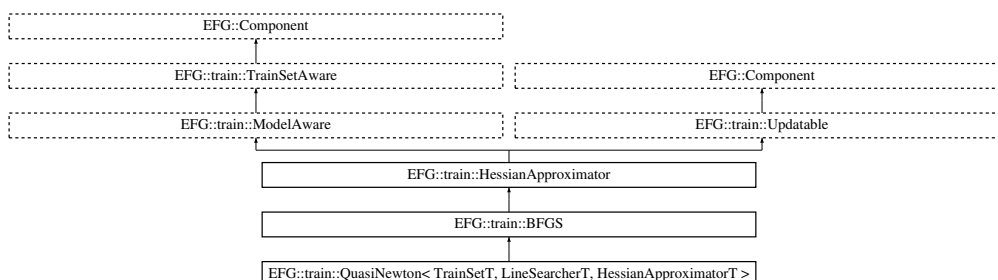 EFG::Component
EFG::train::TrainSetAware
EFG::Component
EFG::train::ModelAware
EFG::train::Updatable
EFG::train::HessianApproximator
EFG::train::BFGS
EFG::train::QuasiNewton< TrainSetT, LineSearcherT, HessianApproximatorT >